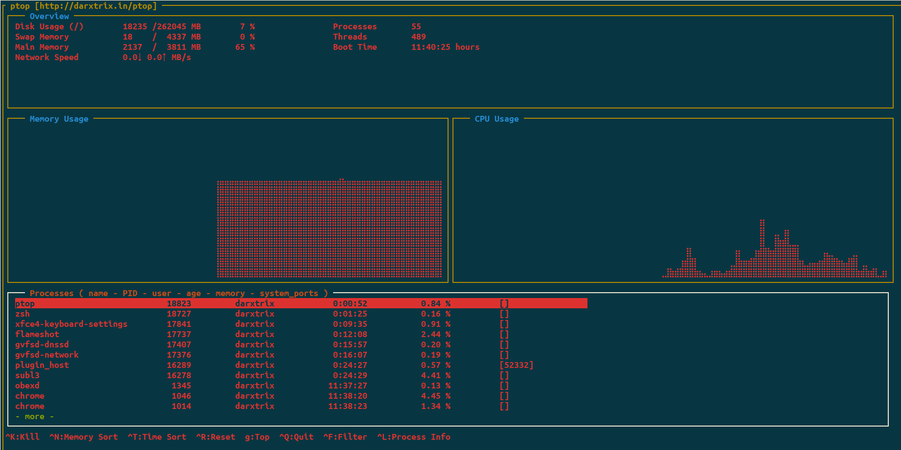 ptop [http://darxtrix.in/ptop]
Overview
Disk Usage (/) 18235 /262045 MB 7 % Processes 55
Swap Memory 18 / 4337 MB 0 % Threads 489
Main Memory 2137 / 3811 MB 65 % Boot Time 11:40:25 hours
Network Speed 0.0↓ 0.0↑ MB/s
Memory Usage CPU Usage
Processes ( name - PID - user - age - memory - system_ports )
ptop 18823 darxtrix 0:00:52 0.84 % []
zsh 18727 darxtrix 0:01:25 0.16 % []
xfce4-keyboard-settings 17841 darxtrix 0:09:35 0.91 % []
flameshot 17737 darxtrix 0:12:08 2.44 % []
gvfsd-dnssd 17407 darxtrix 0:15:57 0.20 % []
gvfsd-network 17376 darxtrix 0:16:07 0.19 % []
plugin_host 16289 darxtrix 0:24:27 0.57 % [52332]
subl3 16278 darxtrix 0:24:29 4.41 % []
obexd 1345 darxtrix 11:37:27 0.13 % []
chrome 1046 darxtrix 11:38:20 4.45 % []
chrome 1014 darxtrix 11:38:23 1.34 % []
- more -
^K:Kill ^N:Memory Sort ^T:Time Sort ^R:Reset g:Top ^Q:Quit ^F:Filter ^L:Process Info